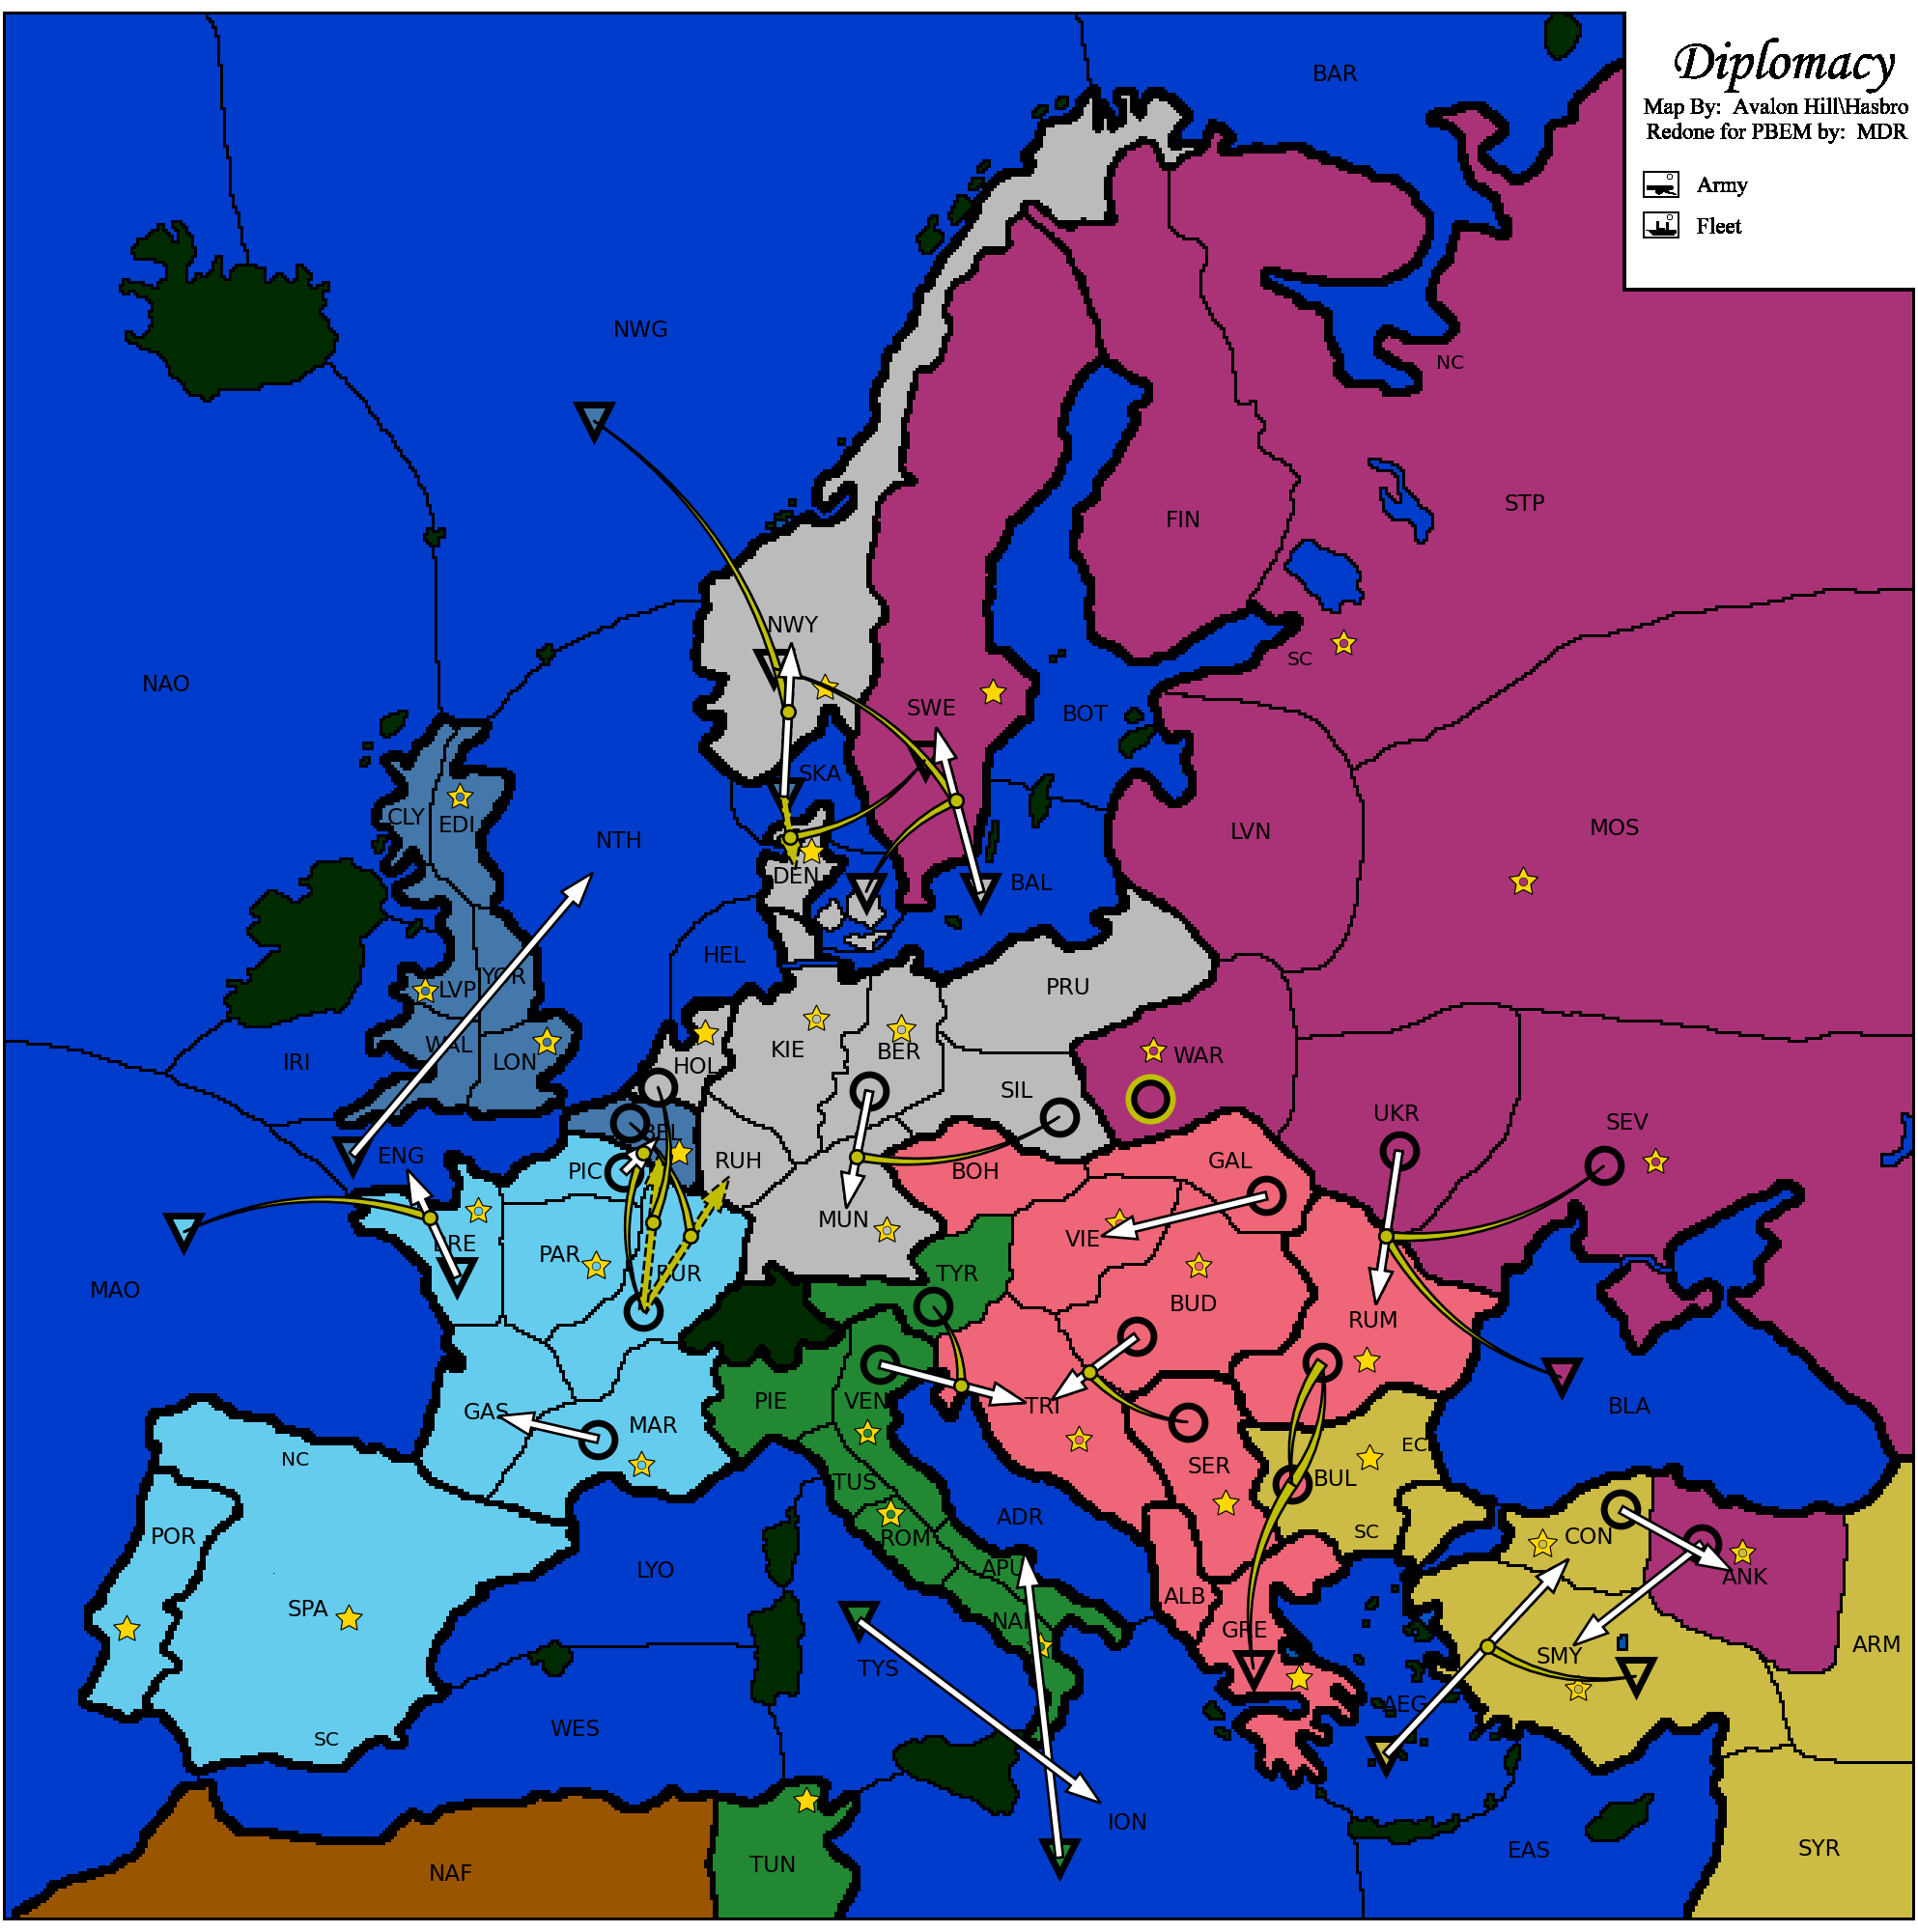 Diplomacy
Map By: Avalon Hill\Hasbro
Redone for PBEM by: MDR
Army
Fleet
BAR
NWG
NC
STP
FIN
NWY
NAO
SWE
BOT
SC
SKA
CLY
EDI
NTH
LVN
MOS
DEN
BAL
HEL
YOR
LVP
PRU
WAL
LON
IRI
KIE
BER
HOL
WAR
SIL
UKR
SEV
BEL
ENG
PIC
RUH
BOH
GAL
MUN
VIE
BRE
PAR
BUR
TYR
MAO
BUD
RUM
PIE
VEN
TRI
BLA
GAS
MAR
NC
EC
SER
BUL
TUS
ADR
SC
POR
ROM
CON
APU
ANK
LYO
ALB
SPA
NAP
GRE
SMY
ARM
TYS
AEG
WES
SC
ION
EAS
SYR
NAF
TUN